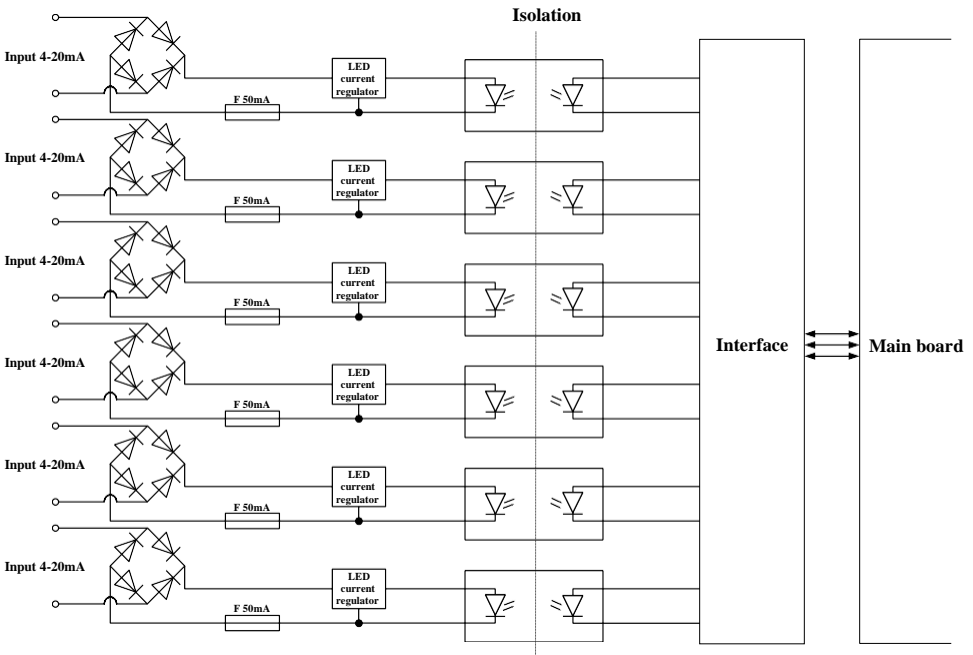 Isolation
Input 4-20mA
LED
current
regulator
F 50mA
Input 4-20mA
LED
current
regulator
F 50mA
Input 4-20mA
LED
current
regulator
F 50mA
Interface
Main board
Input 4-20mA
LED
current
regulator
F 50mA
Input 4-20mA
LED
current
regulator
F 50mA
Input 4-20mA
LED
current
regulator
F 50mA